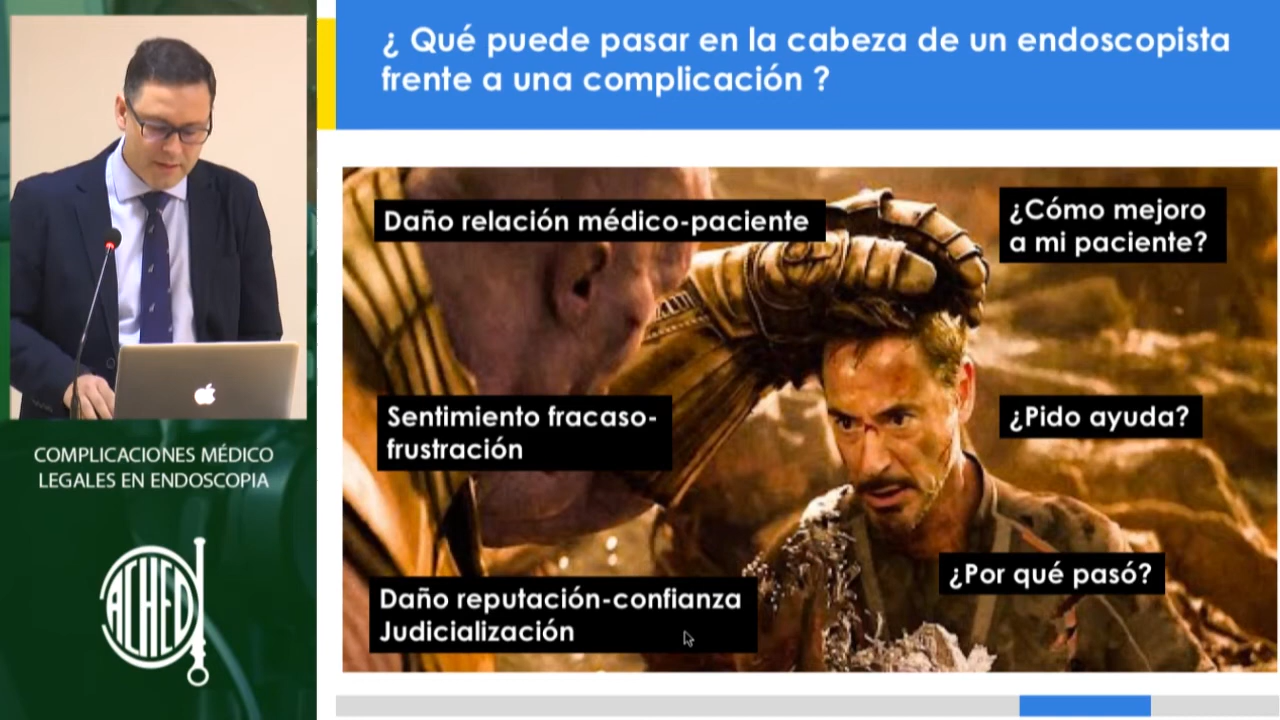 ¿ Qué puede pasar en la cabeza de un endoscopista
frente a una complicación ?
Daño relación médico-paciente
¿Cómo mejoro
a mi paciente?
Sentimiento fracaso-
frustración
¿Pido ayuda?
Daño reputación-confianza
Judicialización
¿Por qué pasó?
COMPLICACIONES MÉDICO
LEGALES EN ENDOSCOPIA
ACHED